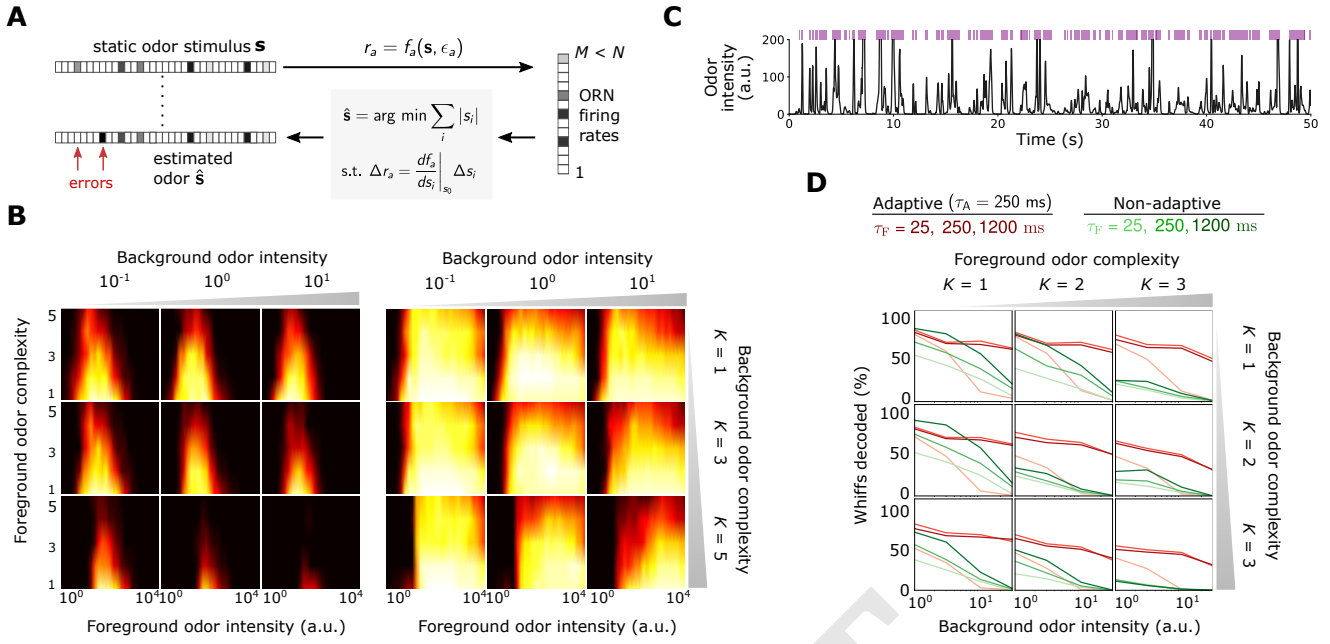 A
static odor stimulus s
r_a = f_a(s, ϵ_a)
M < N
ORN
firing
rates
1
ŝ = arg min ∑_i |s_i|
s.t. Δr_a = df_a/ds_i |_{s_0} Δs_i
estimated
odor ŝ
errors
B
Background odor intensity
10^-1 10^0 10^1
Background odor intensity
10^-1 10^0 10^1
Foreground odor complexity
5
3
1
5
3
1
5
3
1
K = 1
K = 3
K = 5
Background odor complexity
10^0 10^4 10^0 10^4 10^0 10^4
10^0 10^4 10^0 10^4 10^0 10^4
Foreground odor intensity (a.u.)
Foreground odor intensity (a.u.)
C
Odor
intensity
(a.u.)
200
100
0
0 10 20 30 40 50
Time (s)
D
Adaptive (τ_A = 250 ms)
τ_F = 25, 250, 1200 ms
Non-adaptive
τ_F = 25, 250, 1200 ms
Foreground odor complexity
K = 1 K = 2 K = 3
Whiffs decoded (%)
100
50
0
100
50
0
100
50
0
K = 1
K = 2
K = 3
Background odor complexity
10^0 10^1 10^0 10^1 10^0 10^1
Background odor intensity (a.u.)